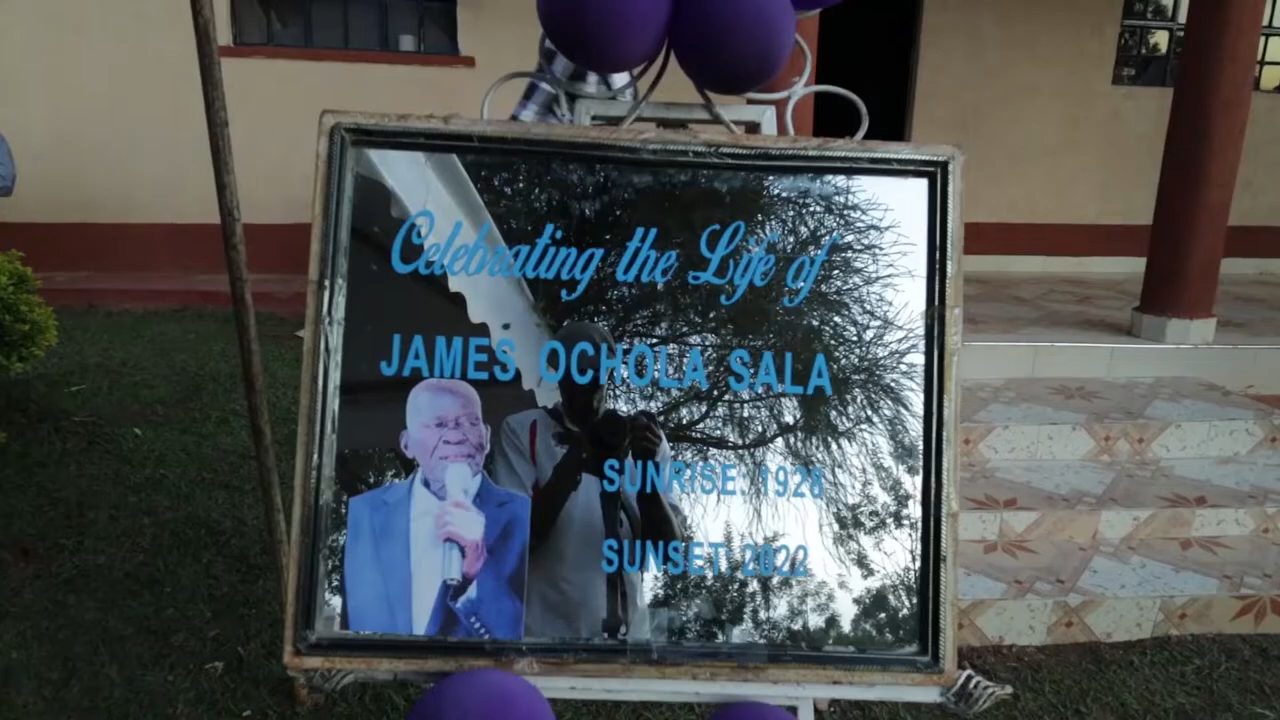 Celebrating the Life of
JAMES OCHOLA SALA
SUNRISE: 1928
SUNSET 2022